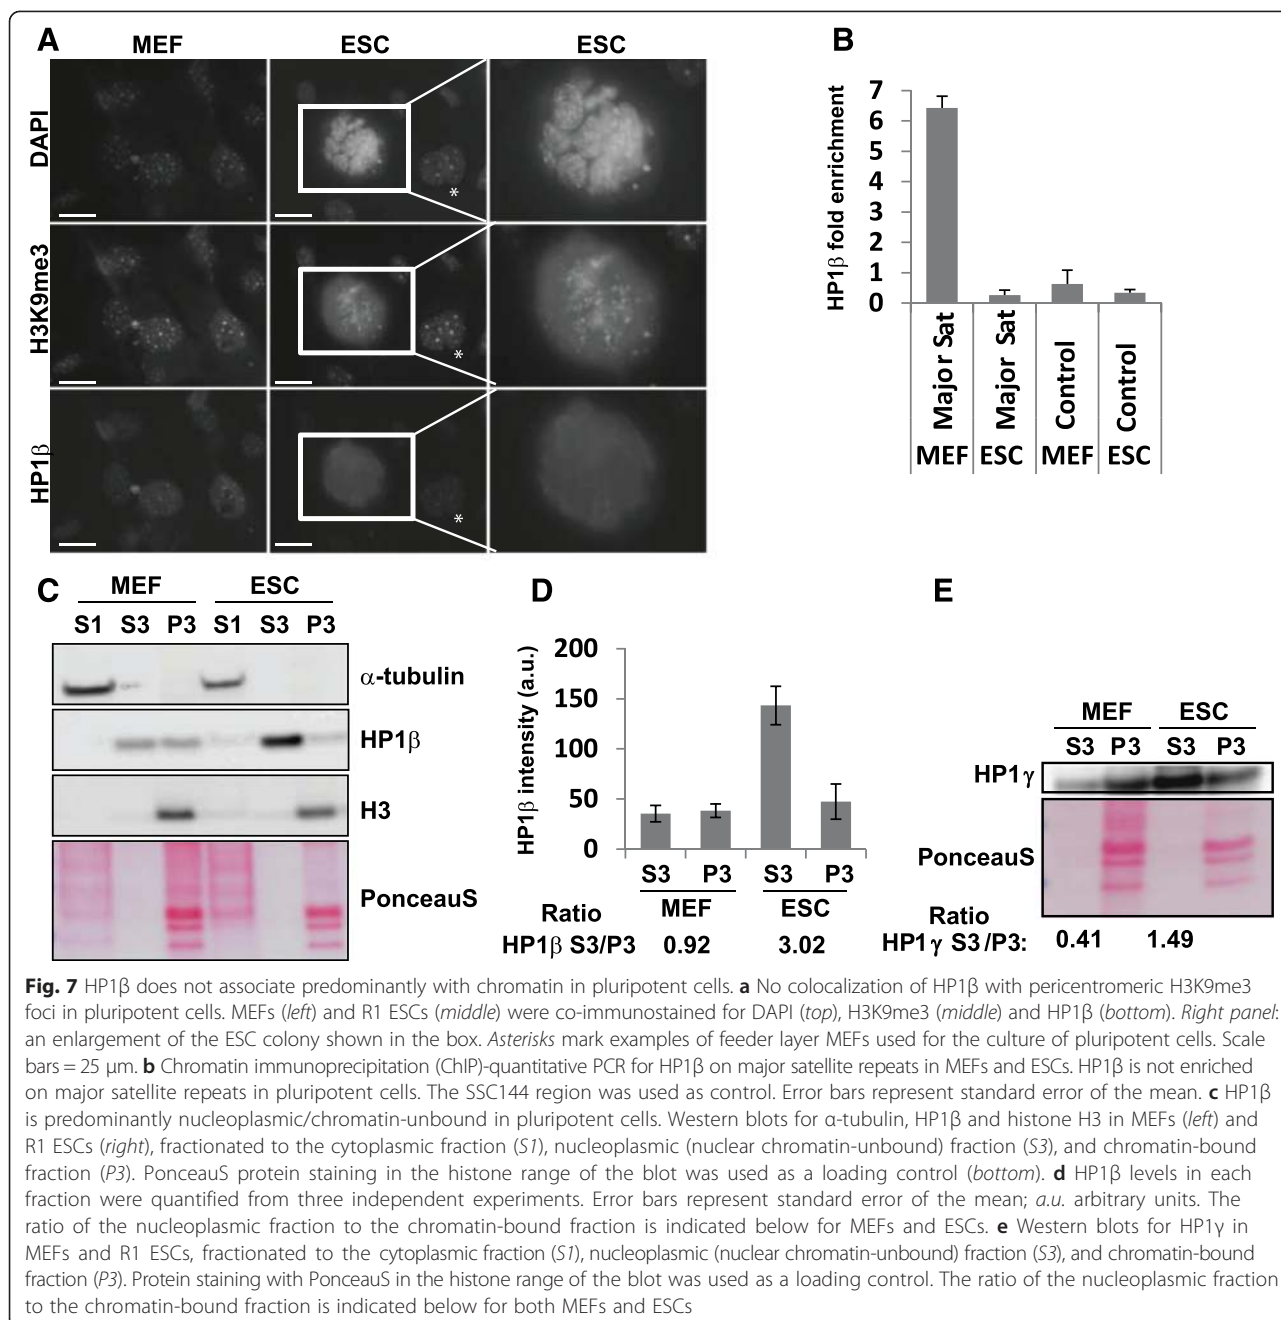 A
MEF
ESC
ESC
DAPI
H3K9me3
HP1β
*
*
*
B
HP1β fold enrichment
7
6
5
4
3
2
1
0
Major Sat
Major Sat
Control
Control
MEF
ESC
MEF
ESC
C
MEF
ESC
S1
S3
P3
S1
S3
P3
α-tubulin
HP1β
H3
PonceauS
D
HP1β intensity (a.u.)
200
150
100
50
0
S3
P3
S3
P3
MEF
ESC
Ratio
HP1β S3/P3
0.92
3.02
E
MEF
ESC
S3
P3
S3
P3
HP1γ
PonceauS
Ratio
HP1γ S3/P3:
0.41
1.49
Fig. 7 HP1β does not associate predominantly with chromatin in pluripotent cells. a No colocalization of HP1β with pericentromeric H3K9me3
foci in pluripotent cells. MEFs (left) and R1 ESCs (middle) were co-immunostained for DAPI (top), H3K9me3 (middle) and HP1β (bottom). Right panel:
an enlargement of the ESC colony shown in the box. Asterisks mark examples of feeder layer MEFs used for the culture of pluripotent cells. Scale
bars = 25 μm. b Chromatin immunoprecipitation (ChIP)-quantitative PCR for HP1β on major satellite repeats in MEFs and ESCs. HP1β is not enriched
on major satellite repeats in pluripotent cells. The SSC144 region was used as control. Error bars represent standard error of the mean. c HP1β
is predominantly nucleoplasmic/chromatin-unbound in pluripotent cells. Western blots for α-tubulin, HP1β and histone H3 in MEFs (left) and
R1 ESCs (right), fractionated to the cytoplasmic fraction (S1), nucleoplasmic (nuclear chromatin-unbound) fraction (S3), and chromatin-bound
fraction (P3). PonceauS protein staining in the histone range of the blot was used as a loading control (bottom). d HP1β levels in each
fraction were quantified from three independent experiments. Error bars represent standard error of the mean; a.u. arbitrary units. The
ratio of the nucleoplasmic fraction to the chromatin-bound fraction is indicated below for MEFs and ESCs. e Western blots for HP1γ in
MEFs and R1 ESCs, fractionated to the cytoplasmic fraction (S1), nucleoplasmic (nuclear chromatin-unbound) fraction (S3), and chromatin-bound
fraction (P3). Protein staining with PonceauS in the histone range of the blot was used as a loading control. The ratio of the nucleoplasmic fraction
to the chromatin-bound fraction is indicated below for both MEFs and ESCs